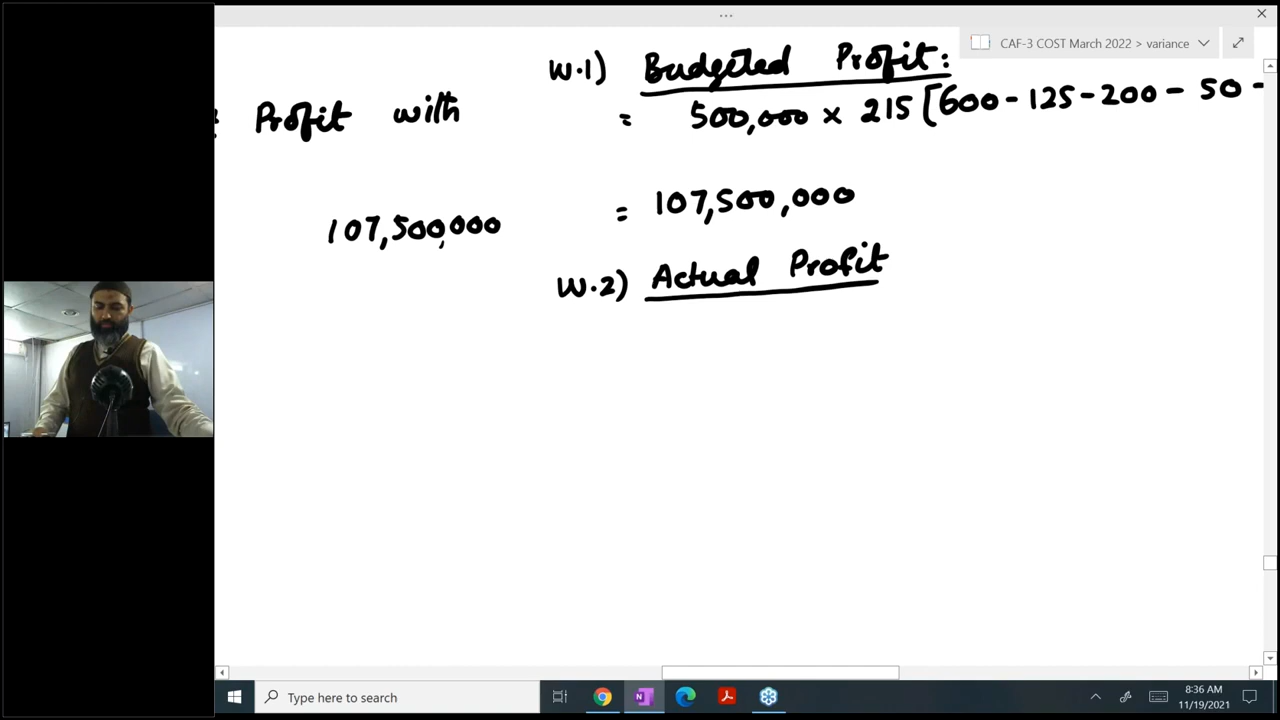 CAF-3 COST March 2022 > variance
W.1) Budgeted Profit:
Profit with
= 500,000 × 215 [600 - 125 - 200 - 50 -
107,500,000
= 107,500,000
W.2) Actual Profit
Type here to search
8:36 AM
11/19/2021